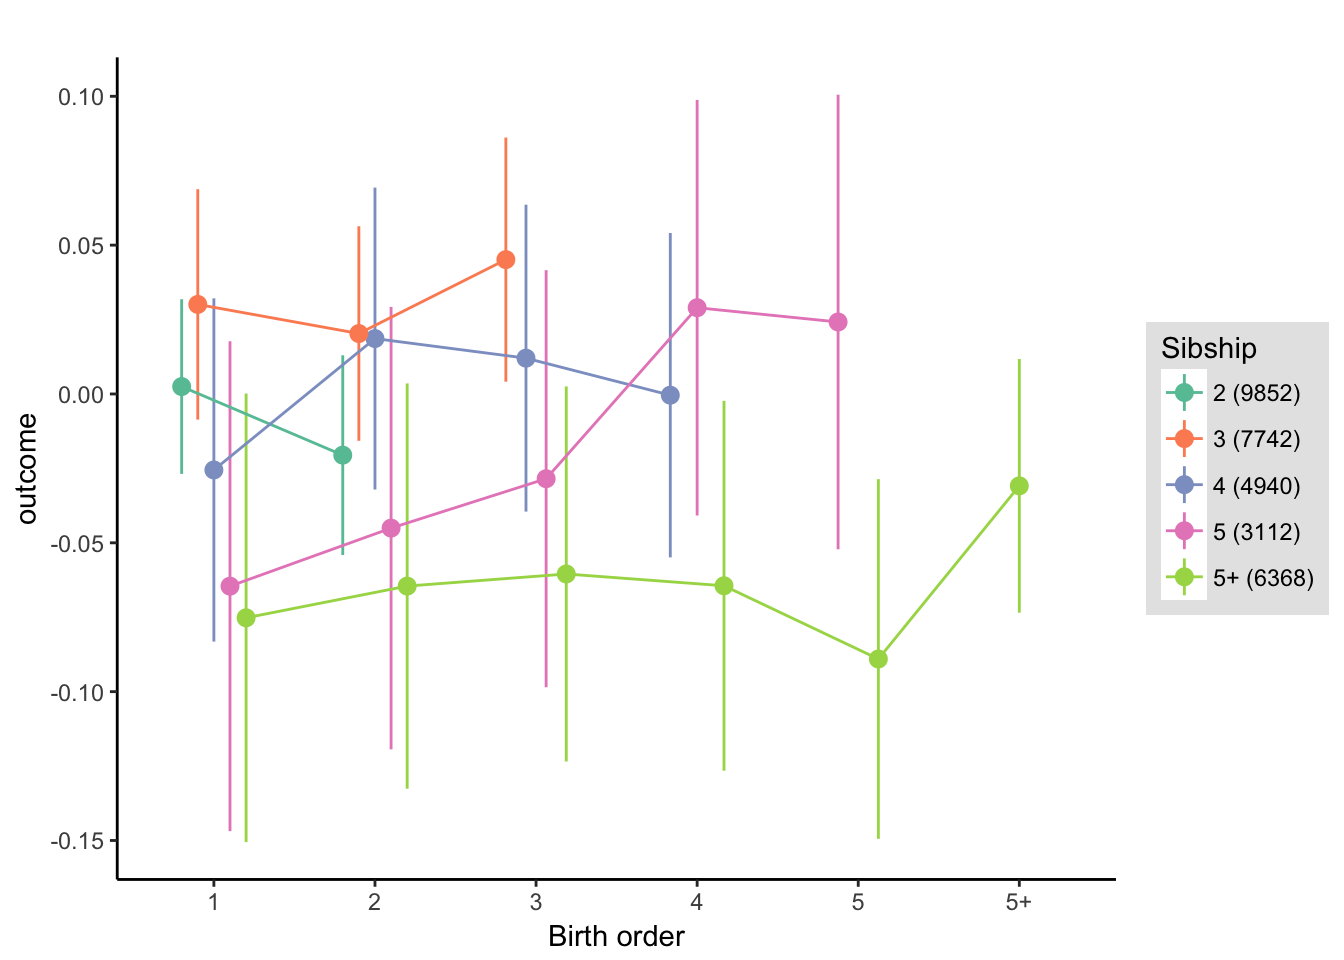 0.10
0.05
0.00
-0.05
-0.10
-0.15
outcome
1 2 3 4 5 5+
Birth order
Sibship
2 (9852)
3 (7742)
4 (4940)
5 (3112)
5+ (6368)